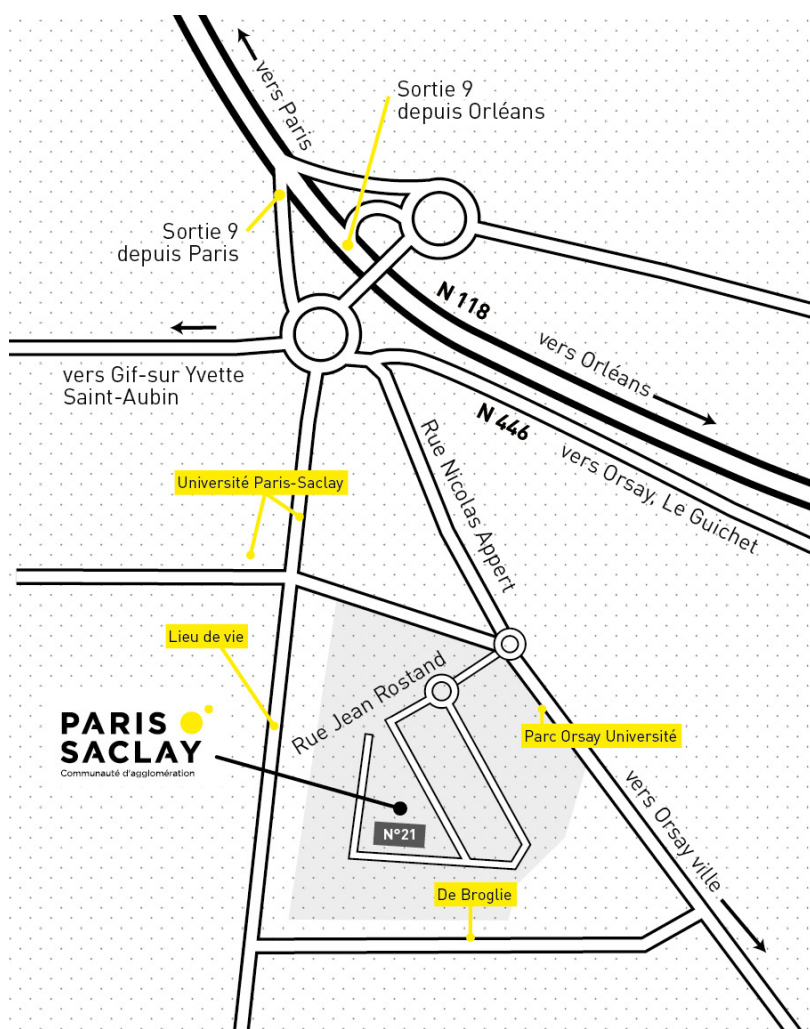 vers Paris
Sortie 9
depuis Orléans
Sortie 9
depuis Paris
N 118
vers Orléans
vers Gif-sur Yvette
Saint-Aubin
N 446
vers Orsay, Le Guichet
Rue Nicolas Appert
Université Paris-Saclay
Lieu de vie
Rue Jean Rostand
PARIS
SACLAY
Communauté d'agglomération
Parc Orsay Université
vers Orsay ville
N°21
De Broglie